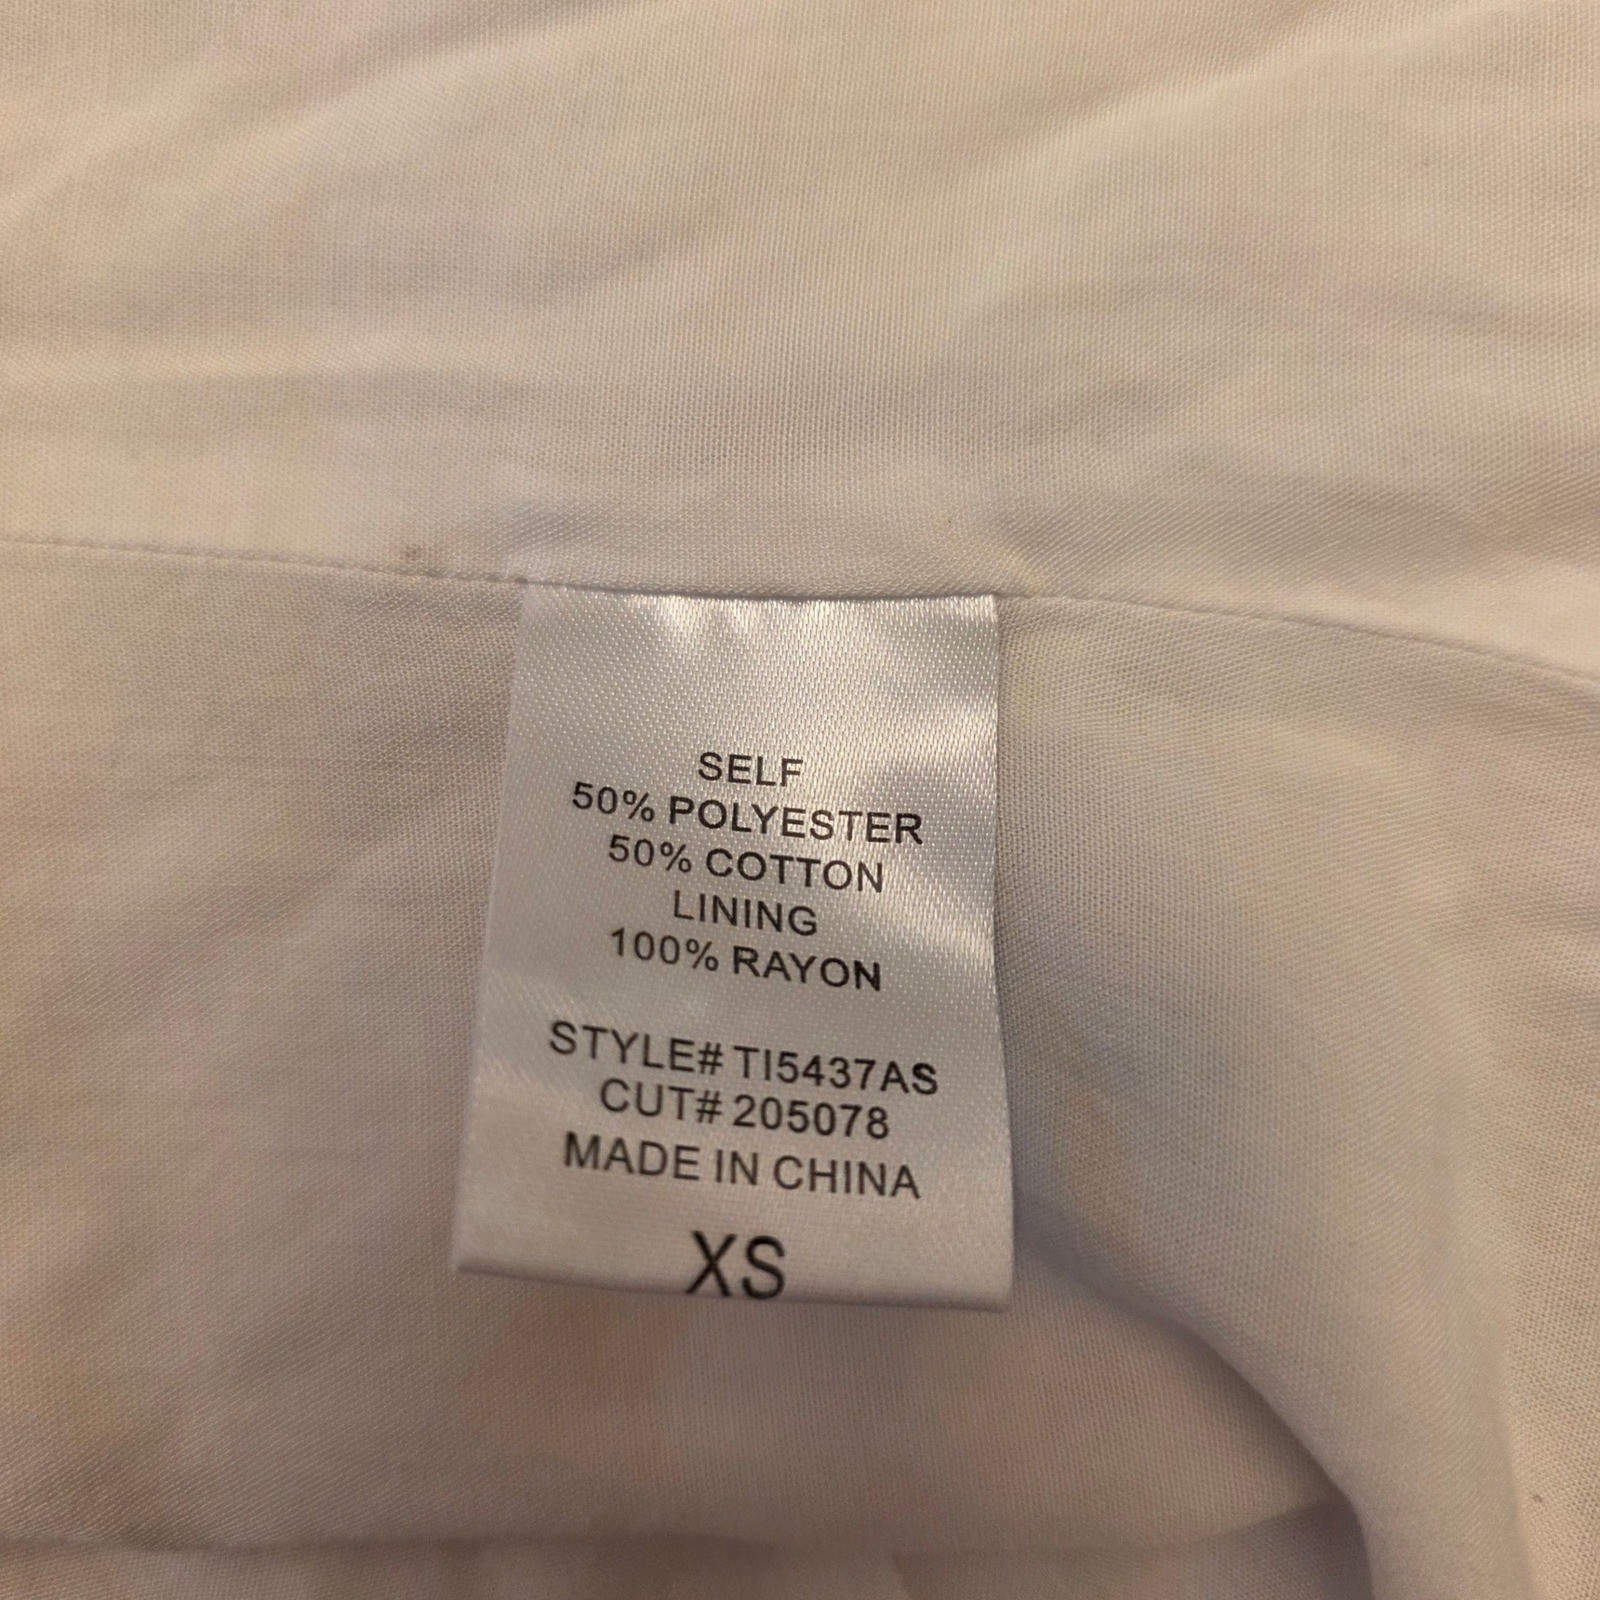 SELF
50% POLYESTER
50% COTTON
LINING
100% RAYON
STYLE# TI5437AS
CUT# 205078
MADE IN CHINA
XS